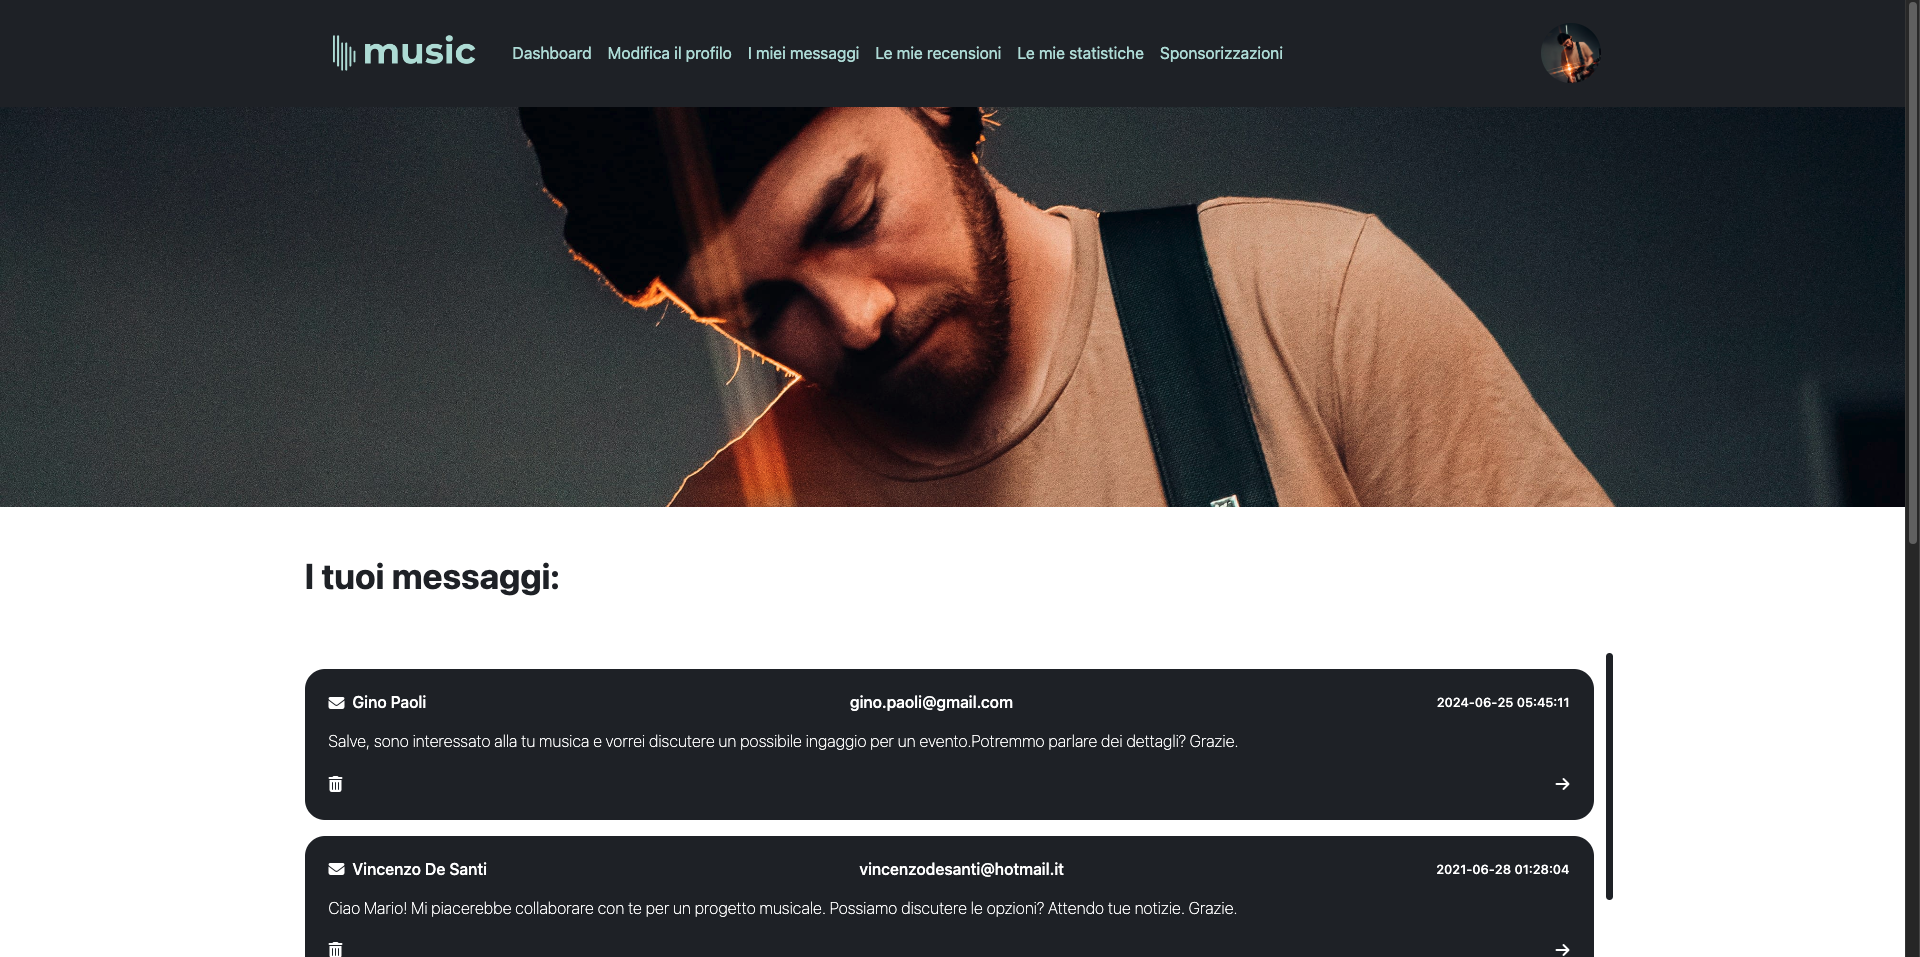 music
Dashboard Modifica il profilo I miei messaggi Le mie recensioni Le mie statistiche Sponsorizzazioni
I tuoi messaggi:
Gino Paoli gino.paoli@gmail.com 2024-06-25 05:45:11
Salve, sono interessato alla tu musica e vorrei discutere un possibile ingaggio per un evento.Potremmo parlare dei dettagli? Grazie.
Vincenzo De Santi vincenzodesanti@hotmail.it 2021-06-28 01:28:04
Ciao Mario! Mi piacerebbe collaborare con te per un progetto musicale. Possiamo discutere le opzioni? Attendo tue notizie. Grazie.